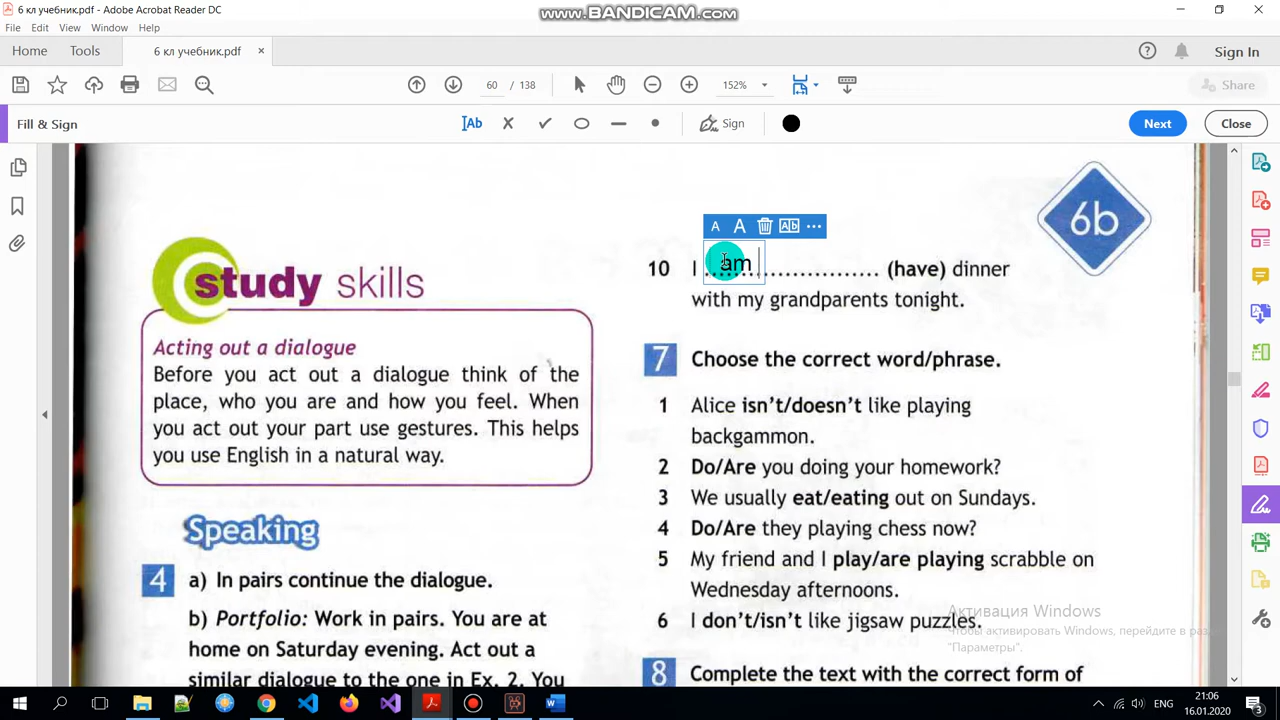 6 кл учебник.pdf - Adobe Acrobat Reader DC
WWW.BANDICAM.COM
File Edit View Window Help
Home Tools 6 кл учебник.pdf × Sign In
60 / 138 152% Share
Fill & Sign Ab Sign Next Close
6b
A A Ab ...
study skills
Acting out a dialogue
Before you act out a dialogue think of the
place, who you are and how you feel. When
you act out your part use gestures. This helps
you use English in a natural way.
Speaking
4 a) In pairs continue the dialogue.
b) Portfolio: Work in pairs. You are at
home on Saturday evening. Act out a
similar dialogue to the one in Ex. 2. You
10 I am .......................... (have) dinner
with my grandparents tonight.
7 Choose the correct word/phrase.
1 Alice isn't/doesn't like playing
backgammon.
2 Do/Are you doing your homework?
3 We usually eat/eating out on Sundays.
4 Do/Are they playing chess now?
5 My friend and I play/are playing scrabble on
Wednesday afternoons.
6 I don't/isn't like jigsaw puzzles.
8 Complete the text with the correct form of
Активация Windows
Чтобы активировать Windows, перейдите в раз
"Параметры".
ENG 21:06
16.01.2020
3